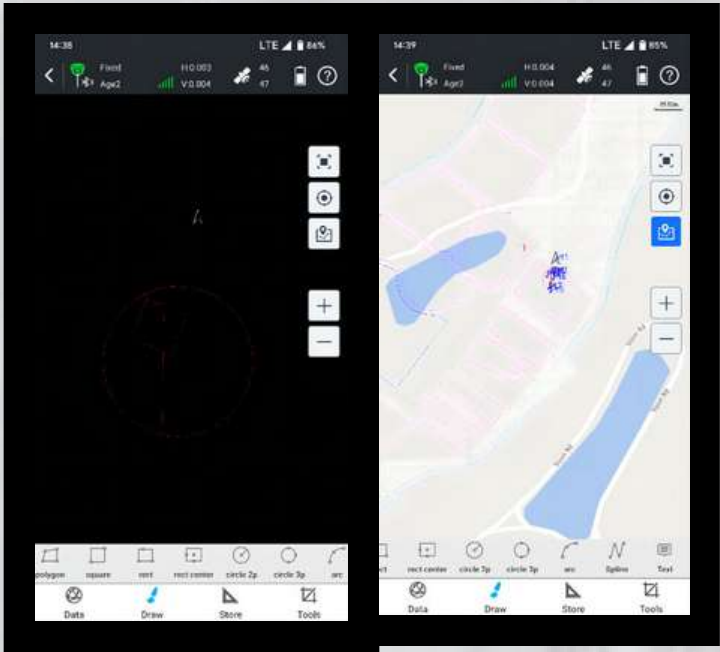 14:38 LTE 86%
Fixed H:0.003 46
Age2 V:0.004 47
polygon square rect rect center circle 2p circle 3p arc
Data Draw Store Tools
14:39 LTE 85%
Fixed H:0.004 46
Age2 V:0.004 47
rect center circle 2p circle 3p arc Spline Text
Data Draw Store Tools